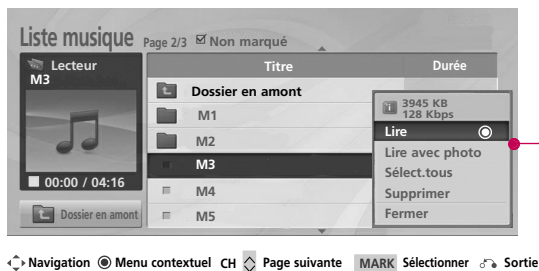 Liste musique Page 2/3 Non marqué
Lecteur
M3
00:00 / 04:16
Dossier en amont
Titre Durée
Dossier en amont
M1
M2
M3
M4
M5
3945 KB
128 Kbps
Lire
Lire avec photo
Sélect.tous
Supprimer
Fermer
Navigation Menu contextuel CH Page suivante MARK Sélectionner Sortie